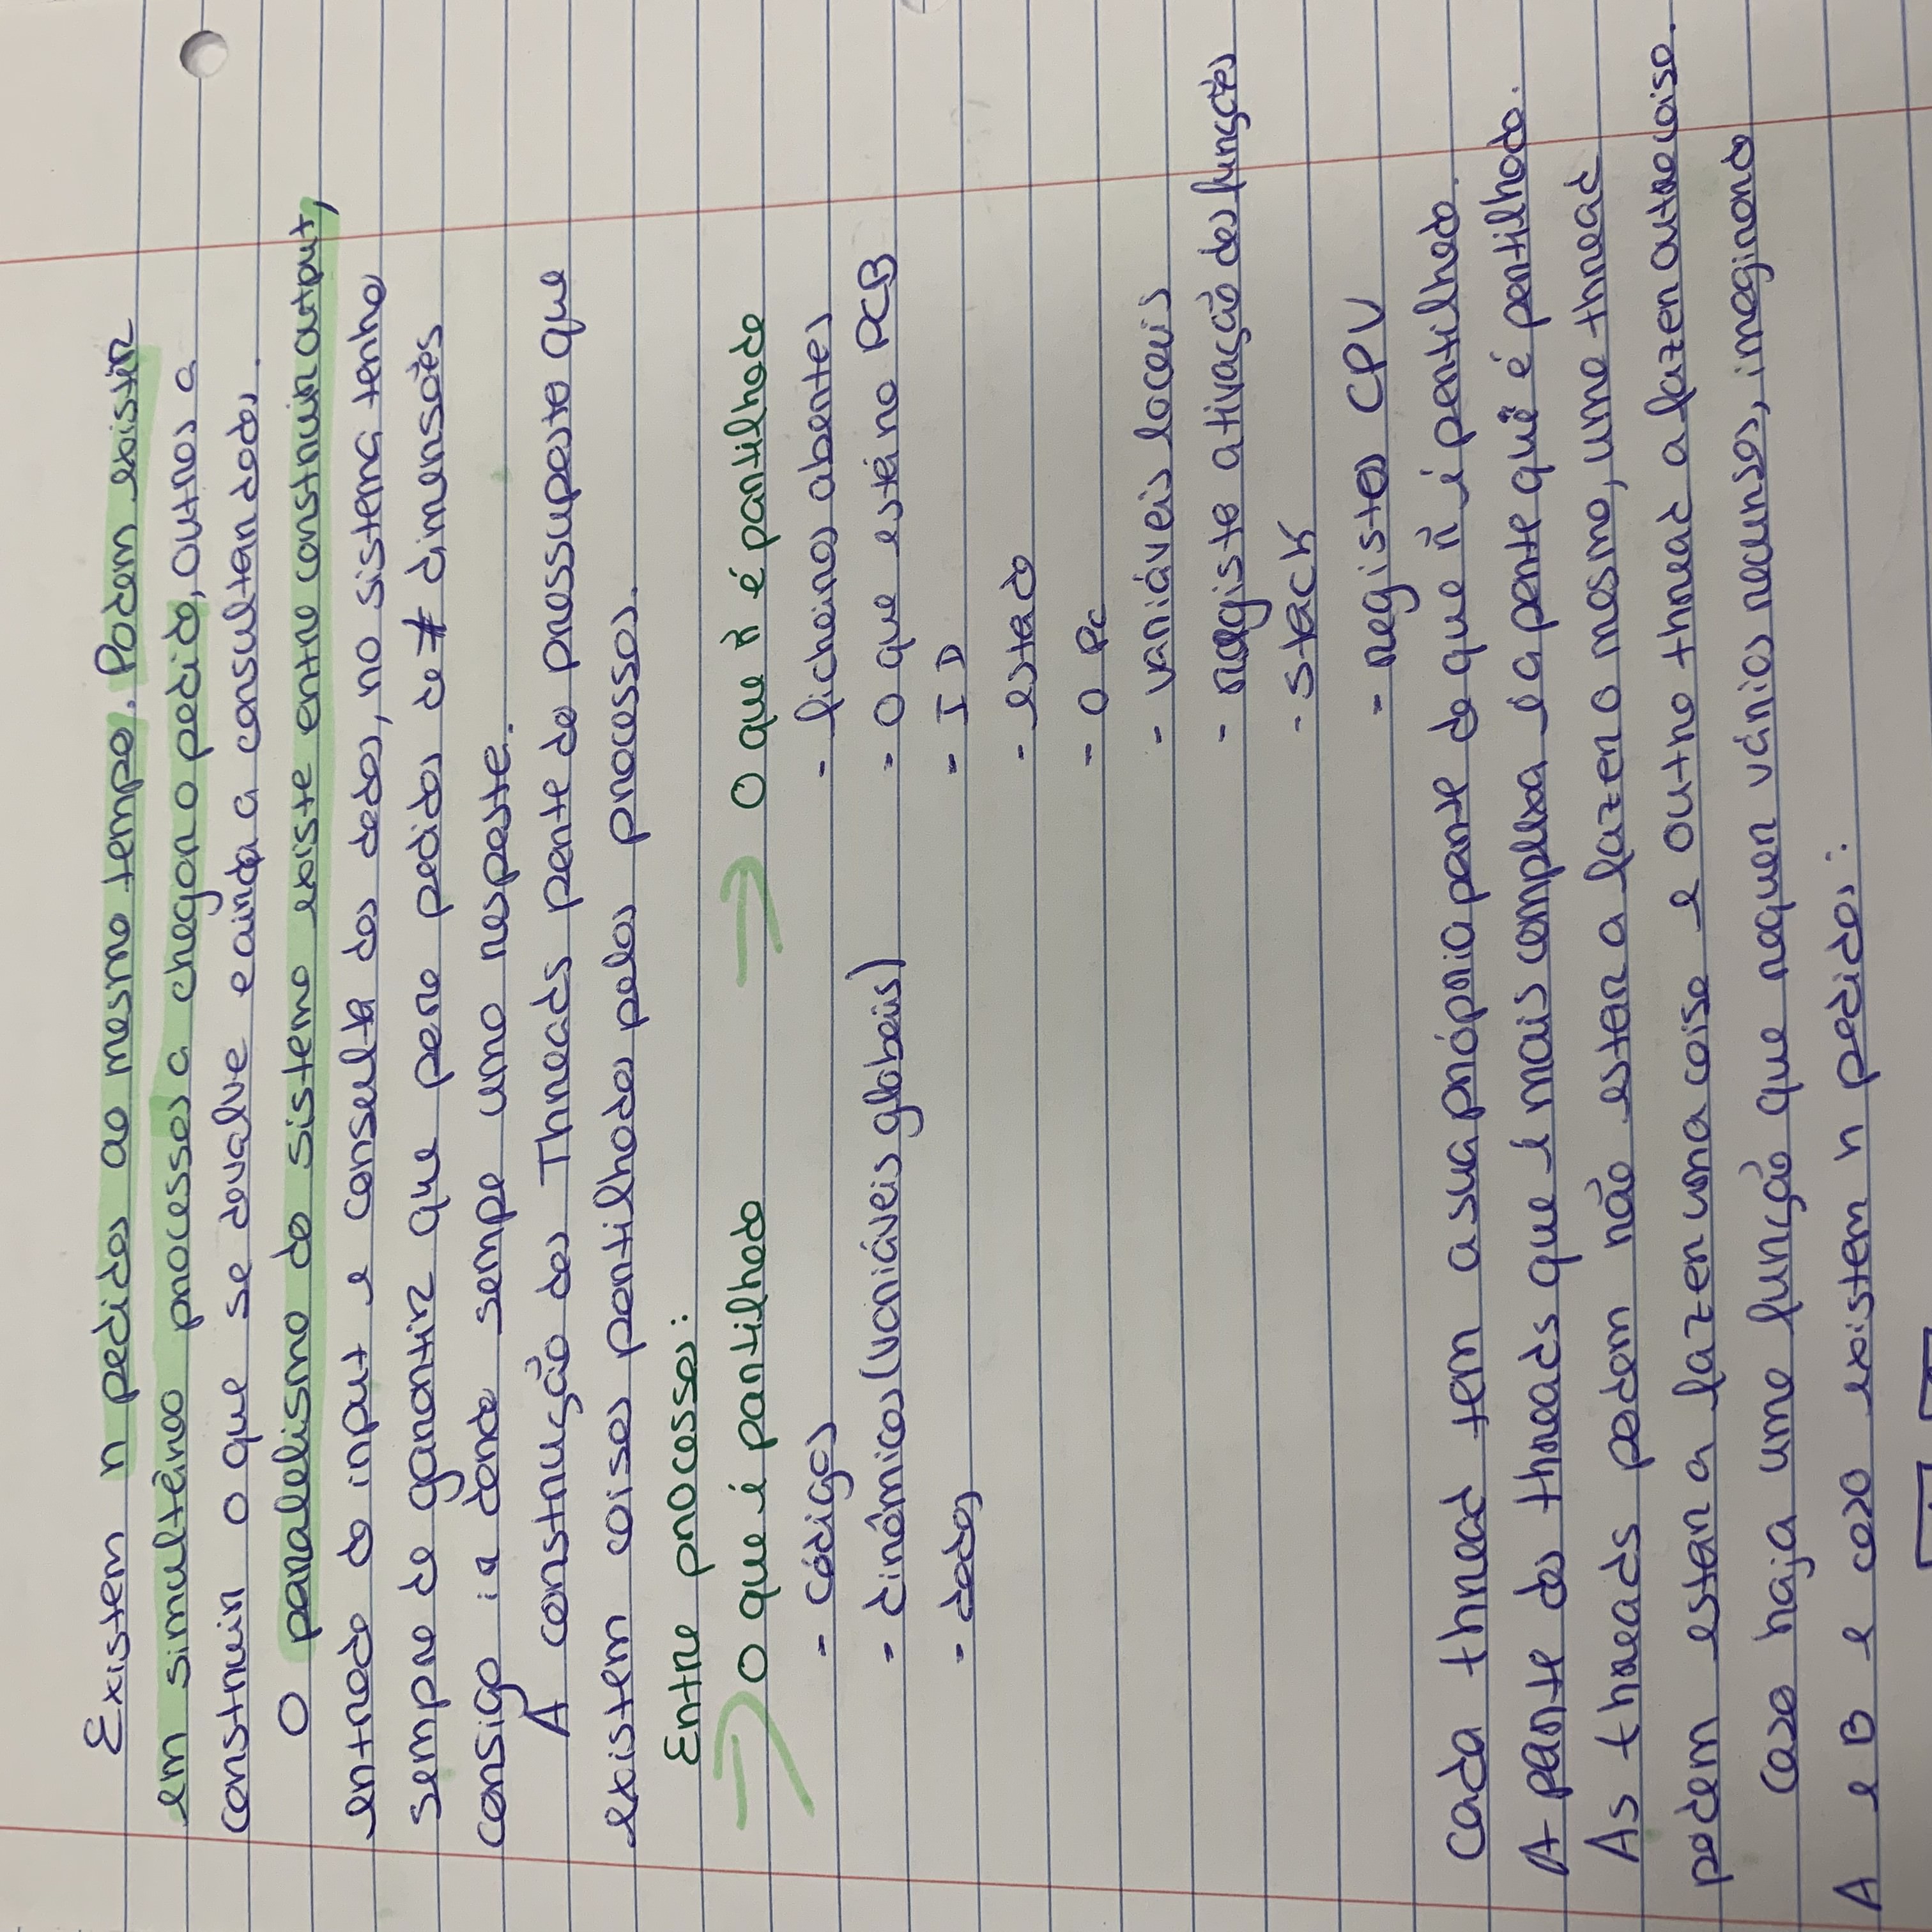 Existem n pedidos ao mesmo tempo. Podem existir
em simultâneo processos a chegar o pedido, outros a
construir o que se devolve e ainda a consultar dados.
O paralelismo do sistema existe entre construir output,
entrada do input e consulta dos dados, no sistema tenho
sempre de garantir que para pedidos de ≠ dimensões
consigo ir dando sempe uma resposta.
A construção dos Threads parte do pressuposto que
existem coisas partilhadas pelos processos.
Entre processos:
O que é partilhado
- códigos
- dinâmicos (variáveis globais)
- dados
O que ñ é partilhado
- ficheiros abertos
- O que está no PCB
- ID
- estado
- O Pc
- variáveis locais
- registo ativação das funções
- stack
- registos CPU
Cada thread tem a sua própria parte do que ñ é partilhado.
A parte das threads que é mais complexa é a parte que é partilhado.
As threads podem não estar a fazer o mesmo, uma thread
podem estar a fazer uma coisa e outra thread a fazer outra coisa.
Caso haja uma função que requer vários recursos, imaginando
A e B e caso existem n pedidos: